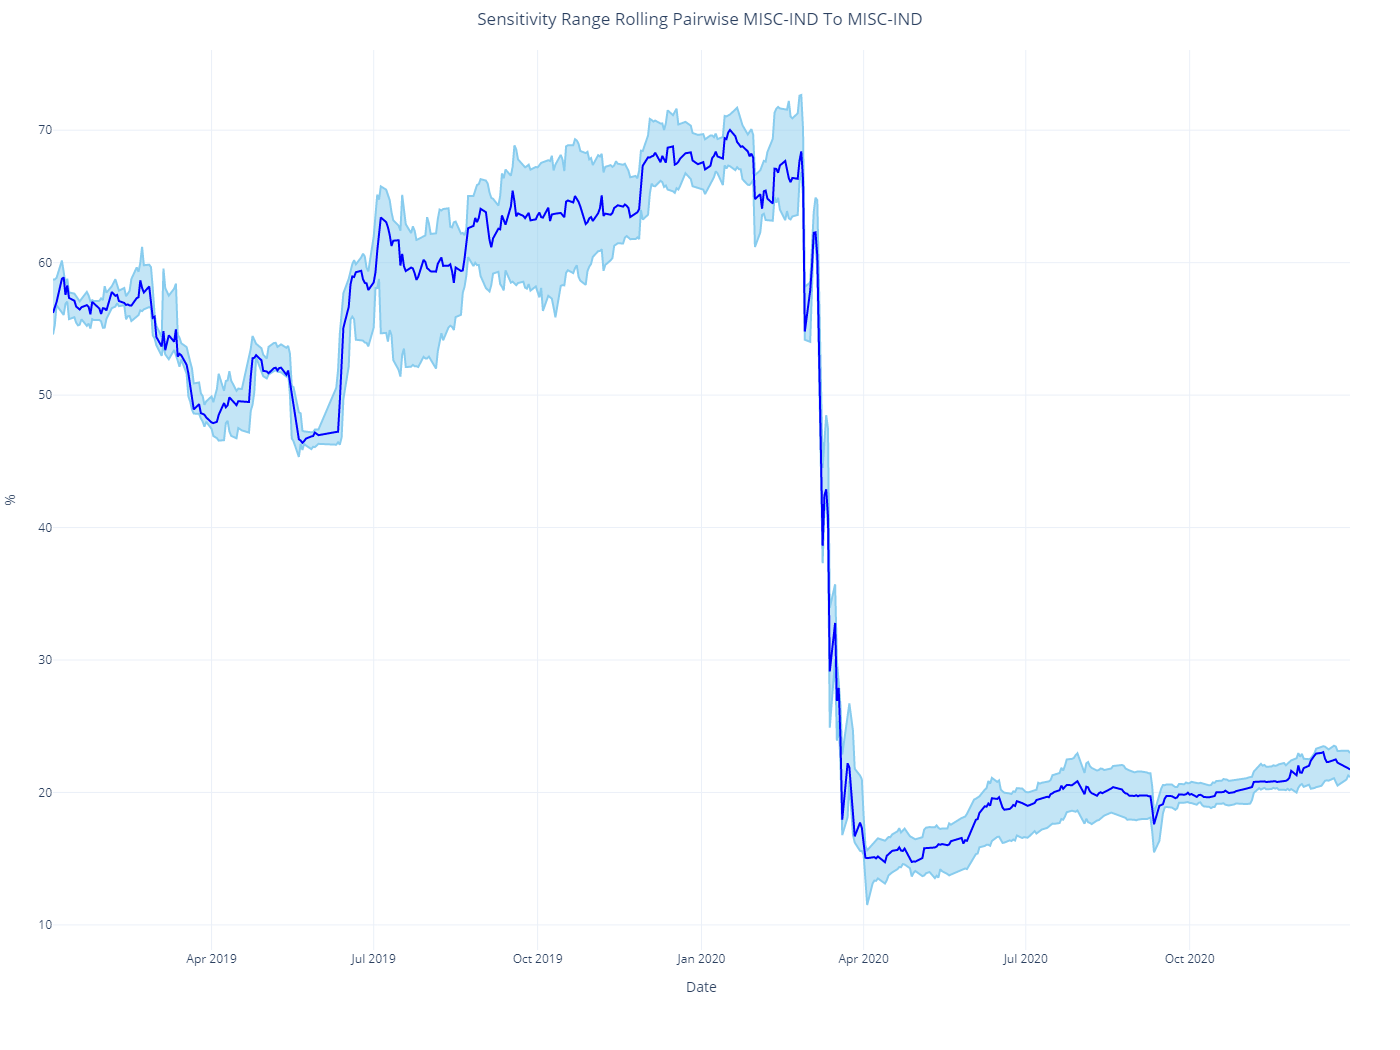 Sensitivity Range Rolling Pairwise MISC-IND To MISC-IND
70
60
50
40
30
20
10
%
Apr 2019
Jul 2019
Oct 2019
Jan 2020
Apr 2020
Jul 2020
Oct 2020
Date